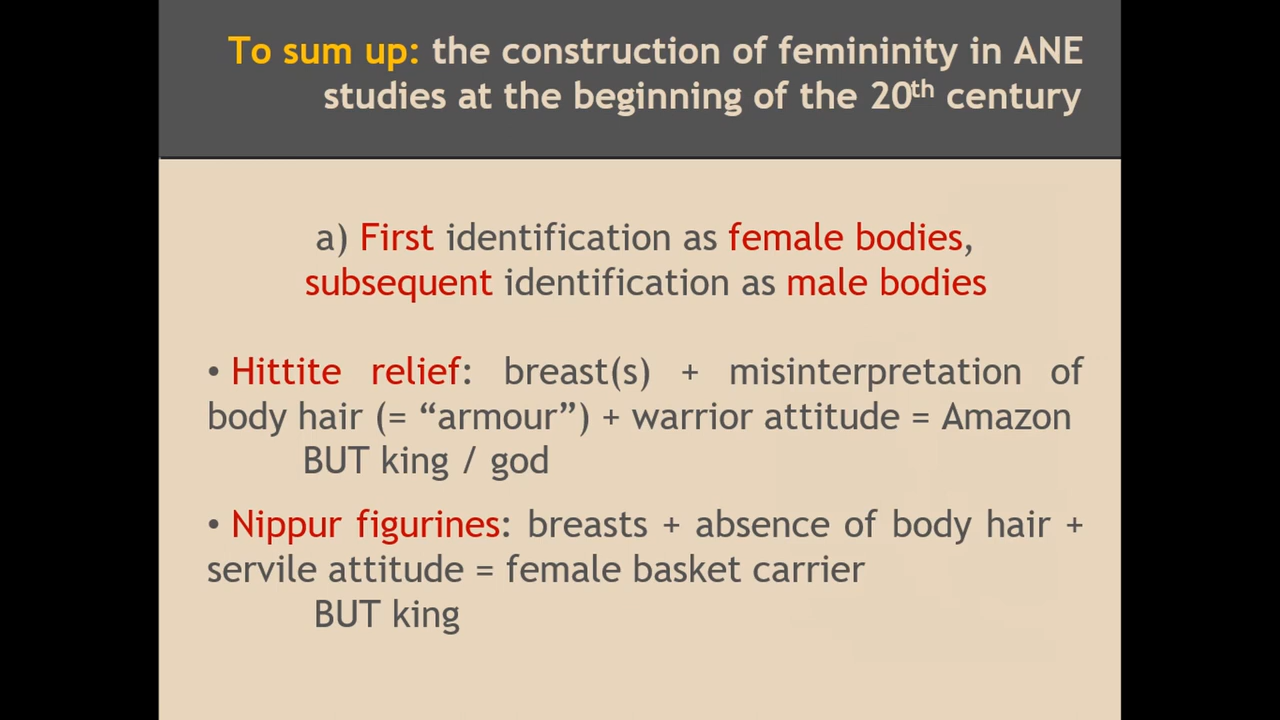 To sum up: the construction of femininity in ANE
studies at the beginning of the 20th century
a) First identification as female bodies,
subsequent identification as male bodies
• Hittite relief: breast(s) + misinterpretation of
body hair (= “armour”) + warrior attitude = Amazon
BUT king / god
• Nippur figurines: breasts + absence of body hair +
servile attitude = female basket carrier
BUT king